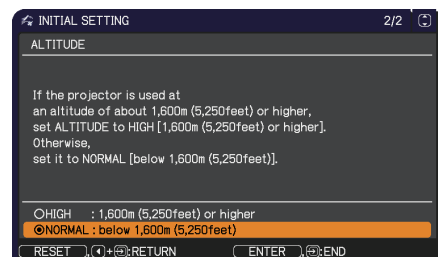 INITIAL SETTING 2/2
ALTITUDE
If the projector is used at
an altitude of about 1,600m (5,250feet) or higher,
set ALTITUDE to HIGH [1,600m (5,250feet) or higher].
Otherwise,
set it to NORMAL [below 1,600m (5,250feet)].
HIGH : 1,600m (5,250feet) or higher
NORMAL : below 1,600m (5,250feet)
RESET ,+:RETURN ENTER ,:END